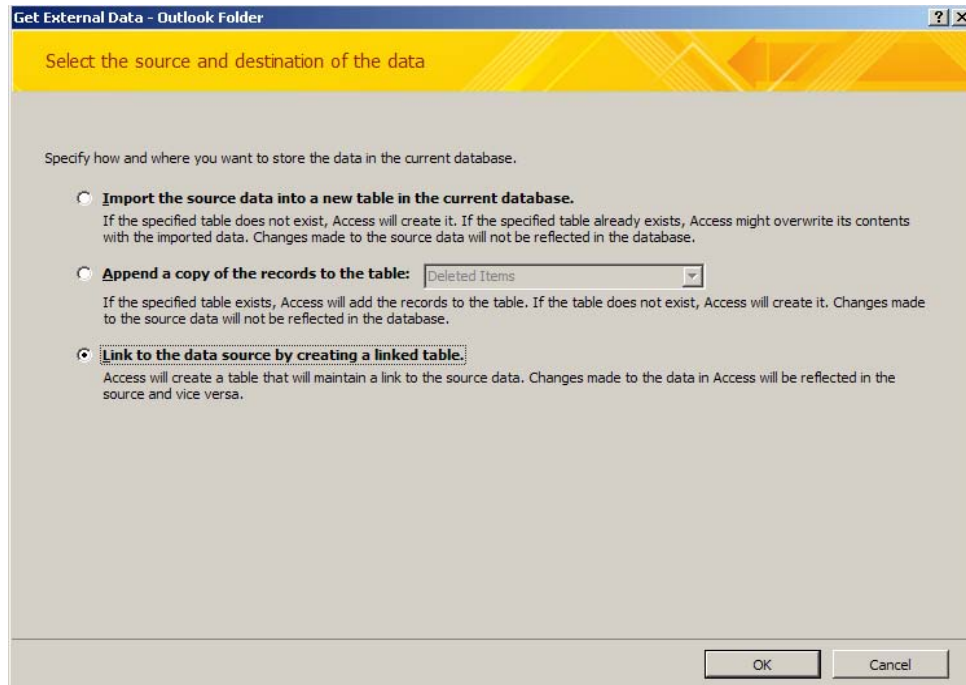 Get External Data - Outlook Folder
Select the source and destination of the data
Specify how and where you want to store the data in the current database.
Import the source data into a new table in the current database.
If the specified table does not exist, Access will create it. If the specified table already exists, Access might overwrite its contents
with the imported data. Changes made to the source data will not be reflected in the database.
Append a copy of the records to the table: Deleted Items
If the specified table exists, Access will add the records to the table. If the table does not exist, Access will create it. Changes made
to the source data will not be reflected in the database.
Link to the data source by creating a linked table.
Access will create a table that will maintain a link to the source data. Changes made to the data in Access will be reflected in the
source and vice versa.
OK Cancel